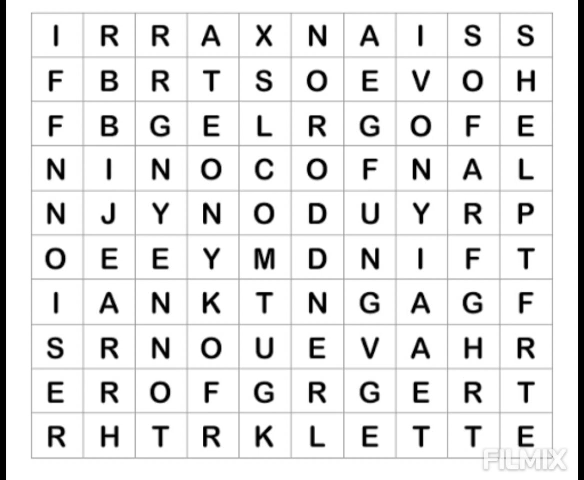 I R R A X N A I S S
F B R T S O E V O H
F B G E L R G O F E
N I N O C O F N A L
N J Y N O D U Y R P
O E E Y M D N I F T
I A N K T N G A G F
S R N O U E V A H R
E R O F G R G E R T
R H T R K L E T T E
FILMIX